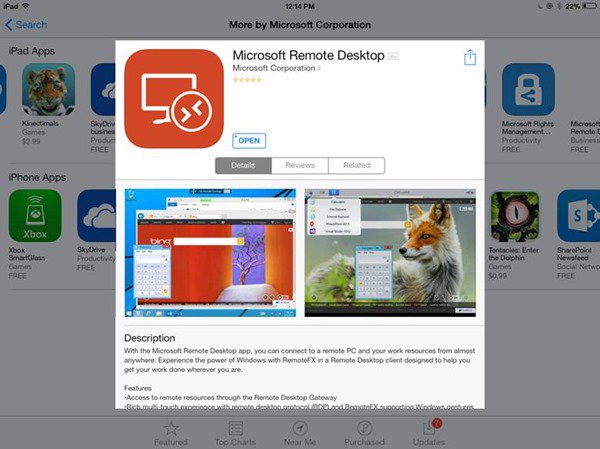 iPad
12:14 PM
22%
Search
More by Microsoft Corporation
iPad Apps
Kinectimals
Games
$2.99
SkyDrive
business
Productivity
FREE
Microsoft Remote Desktop
4+
Microsoft Corporation >
OPEN
Details
Reviews
Related
bing
Description
With the Microsoft Remote Desktop app, you can connect to a remote PC and your work resources from almost
anywhere. Experience the power of Windows with RemoteFX in a Remote Desktop client designed to help you
get your work done wherever you are.
Features
•Access to remote resources through the Remote Desktop Gateway
•Rich multi-touch experience with remote desktop protocol (RDP) and RemoteFX supporting Windows gestures
Microsoft Rights
Management...
Productivity
FREE
Microsoft
Remote D
Business
FREE
iPhone Apps
XBOX
Xbox
SmartGlass
Games
FREE
SkyDrive
Productivity
FREE
Tentacles: Enter
the Dolphin
Games
$0.99
SharePoint
Newsfeed
Social Netw
FREE
Featured
Top Charts
Near Me
Purchased
7
Updates